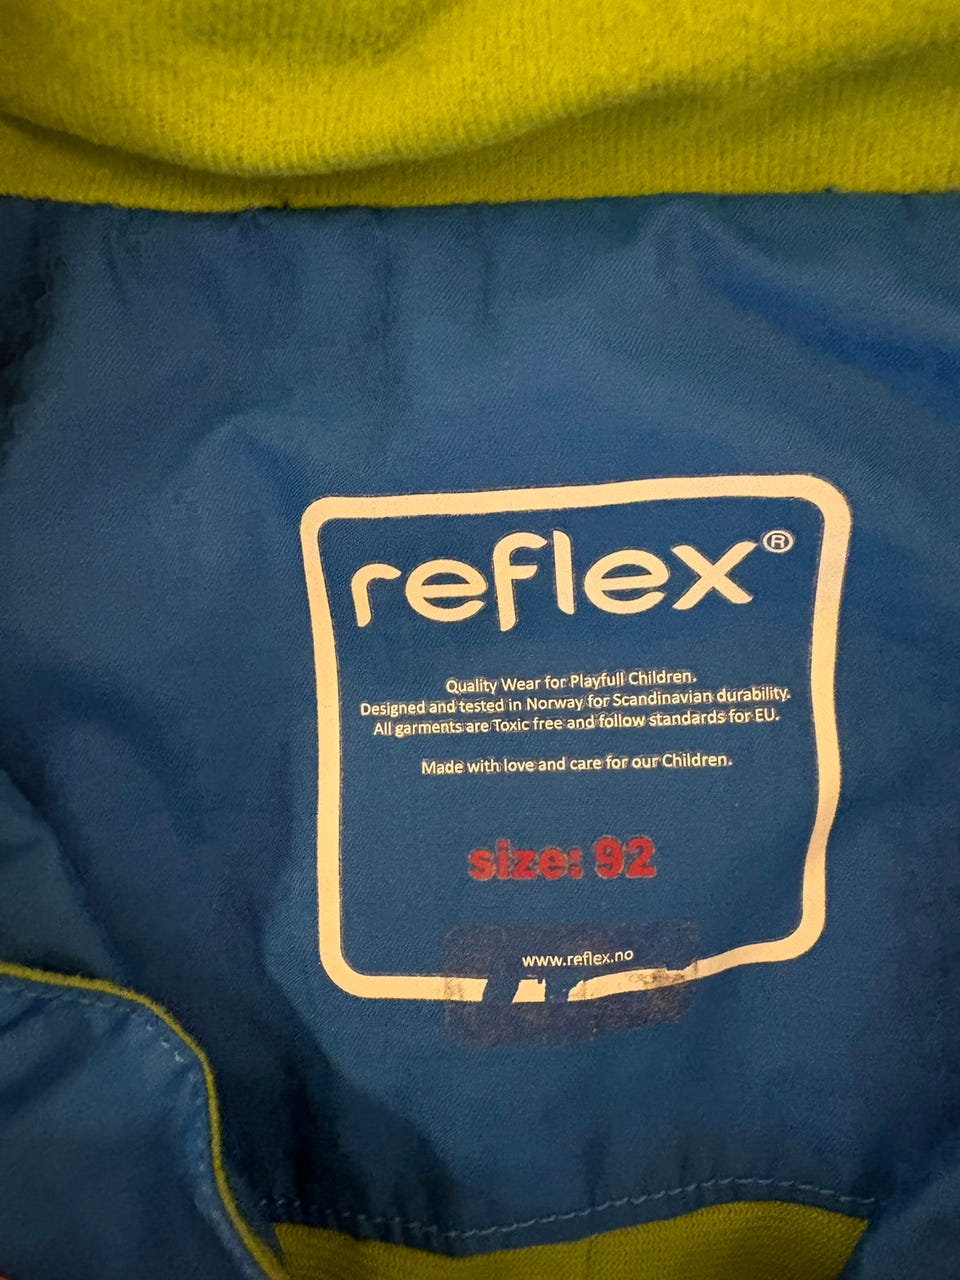 reflex®
Quality Wear for Playfull Children.
Designed and tested in Norway for Scandinavian durability.
All garments are Toxic free and follow standards for EU.
Made with love and care for our Children.
size: 92
www.reflex.no